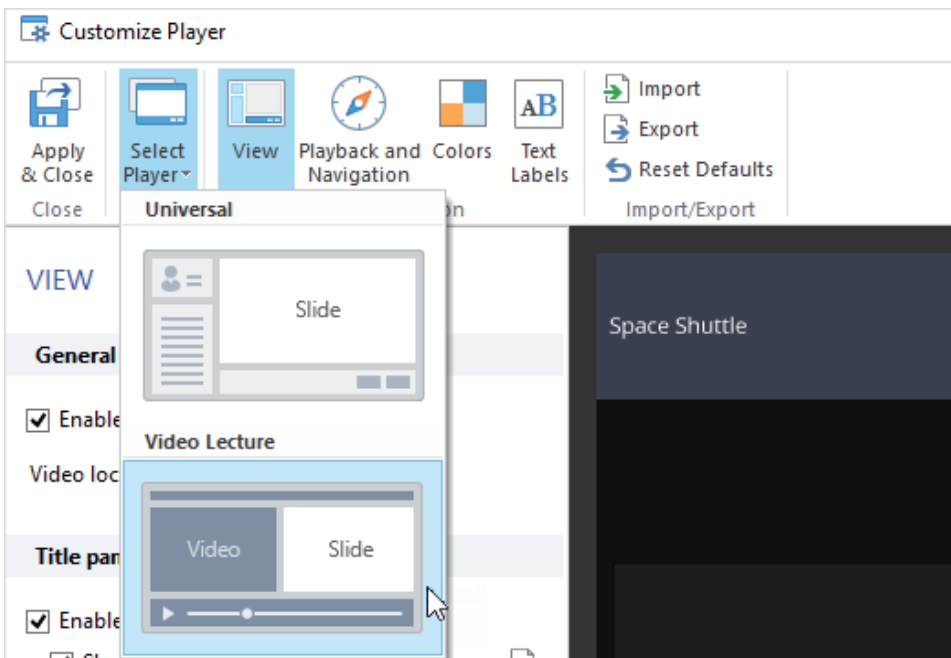 Customize Player
Apply & Close
Select Player
View
Playback and Navigation
Colors
Text Labels
Import
Export
Reset Defaults
Close
Import/Export
Universal
Slide
Video Lecture
Video
Slide
VIEW
General
Enable
Video loc
Title pan
Enable
Space Shuttle